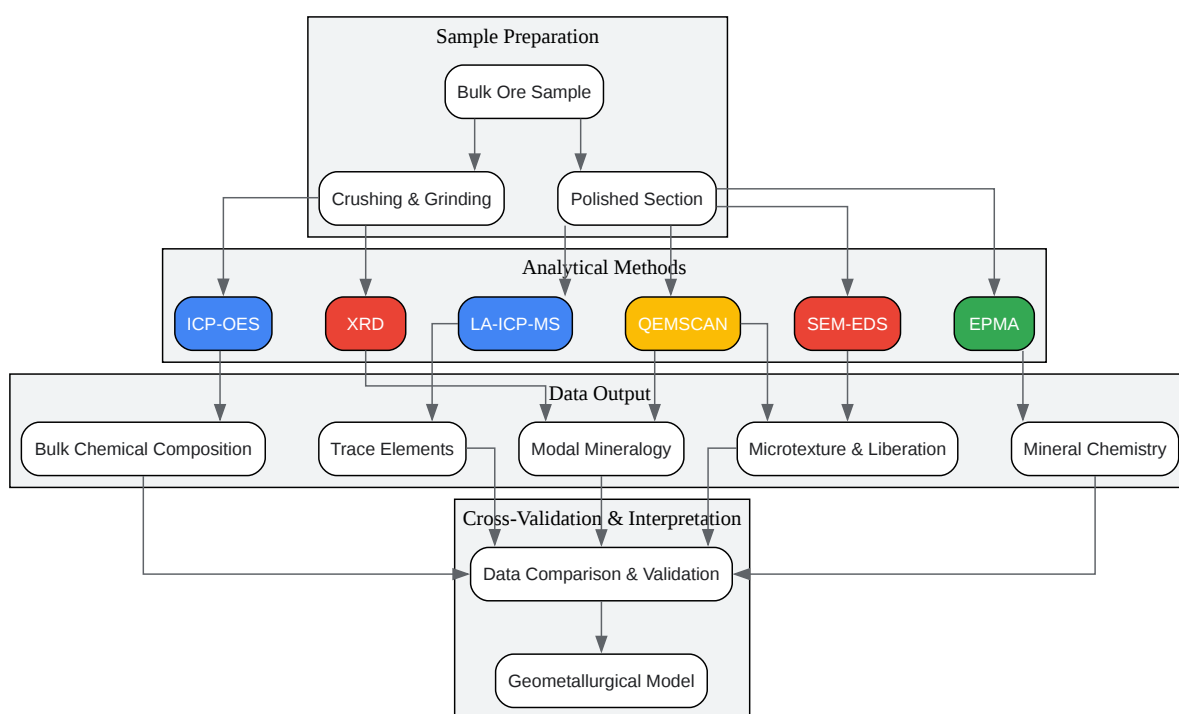 Sample Preparation
Bulk Ore Sample
Crushing & Grinding
Polished Section
Analytical Methods
ICP-OES
XRD
LA-ICP-MS
QEMSCAN
SEM-EDS
EPMA
Data Output
Bulk Chemical Composition
Trace Elements
Modal Mineralogy
Microtexture & Liberation
Mineral Chemistry
Cross-Validation & Interpretation
Data Comparison & Validation
Geometallurgical Model